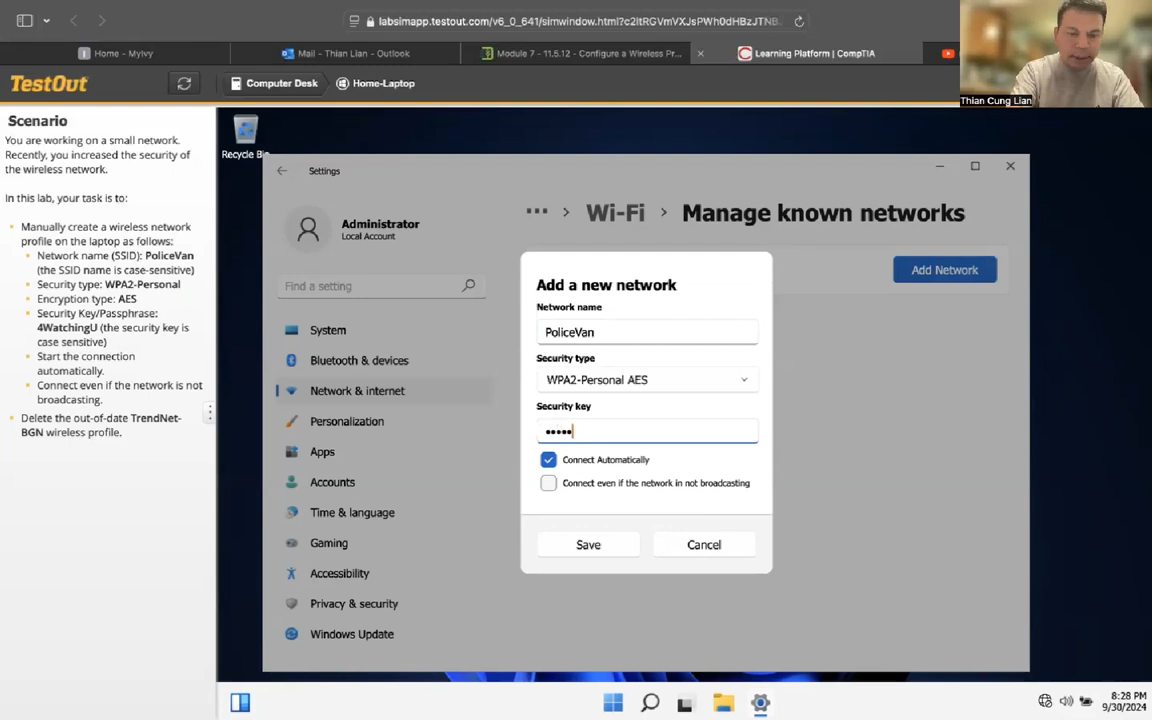 labsimapp.testout.com/v6_0_641/simwindow.html?c2ltRGVmVXJsPWh0dHBzJTNB
Home - MyIvy
Mail - Thian Lian - Outlook
Module 7 - 11.5.12 - Configure a Wireless Pr...
Learning Platform | CompTIA
Thian Cung Lian
TestOut
Computer Desk
Home-Laptop
Scenario
You are working on a small network.
Recently, you increased the security of
the wireless network.
In this lab, your task is to:
Manually create a wireless network
profile on the laptop as follows:
Network name (SSID): PoliceVan
(the SSID name is case-sensitive)
Security type: WPA2-Personal
Encryption type: AES
Security Key/Passphrase:
4WatchingU (the security key is
case sensitive)
Start the connection
automatically.
Connect even if the network is not
broadcasting.
Delete the out-of-date TrendNet-
BGN wireless profile.
Recycle Bin
Settings
Administrator
Local Account
Find a setting
System
Bluetooth & devices
Network & internet
Personalization
Apps
Accounts
Time & language
Gaming
Accessibility
Privacy & security
Windows Update
... > Wi-Fi > Manage known networks
Add Network
Add a new network
Network name
PoliceVan
Security type
WPA2-Personal AES
Security key
•••••
Connect Automatically
Connect even if the network in not broadcasting
Save
Cancel
8:28 PM
9/30/2024